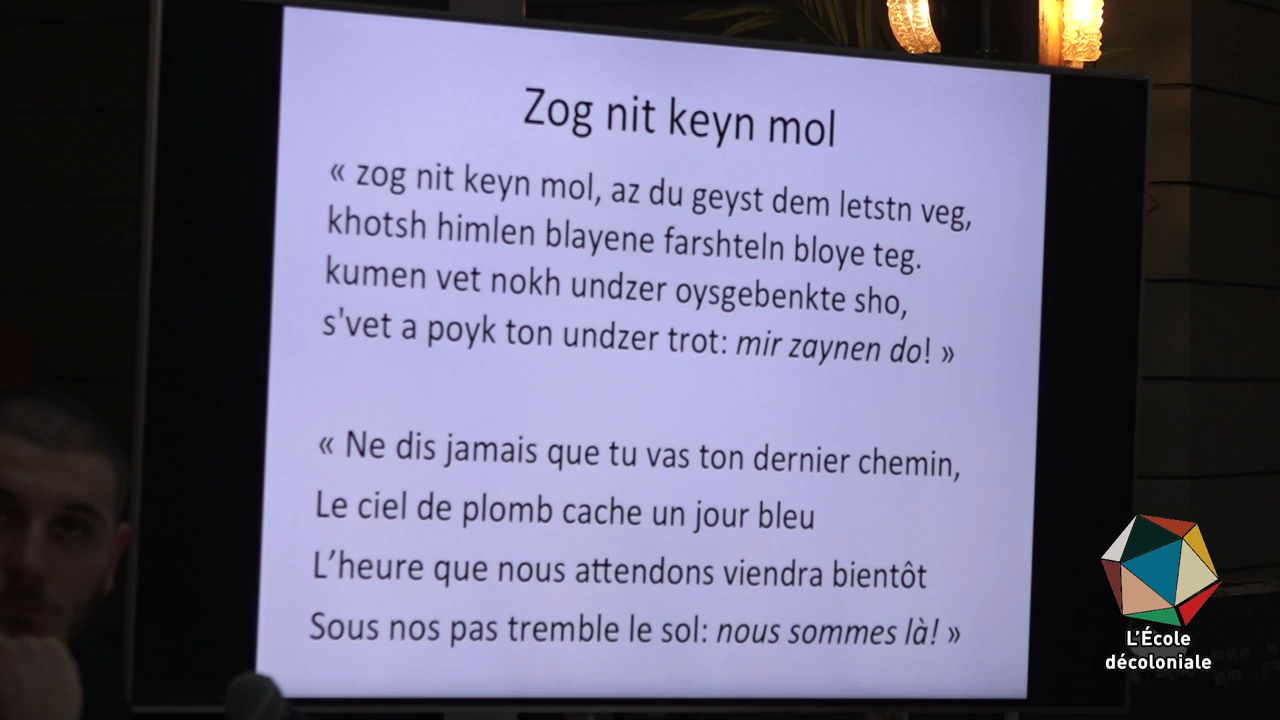 Zog nit keyn mol
« zog nit keyn mol, az du geyst dem letstn veg,
khotsh himlen blayene farshteln bloye teg.
kumen vet nokh undzer oysgebenkte sho,
s'vet a poyk ton undzer trot: mir zaynen do! »
« Ne dis jamais que tu vas ton dernier chemin,
Le ciel de plomb cache un jour bleu
L’heure que nous attendons viendra bientôt
Sous nos pas tremble le sol: nous sommes là! »
L’École
décoloniale